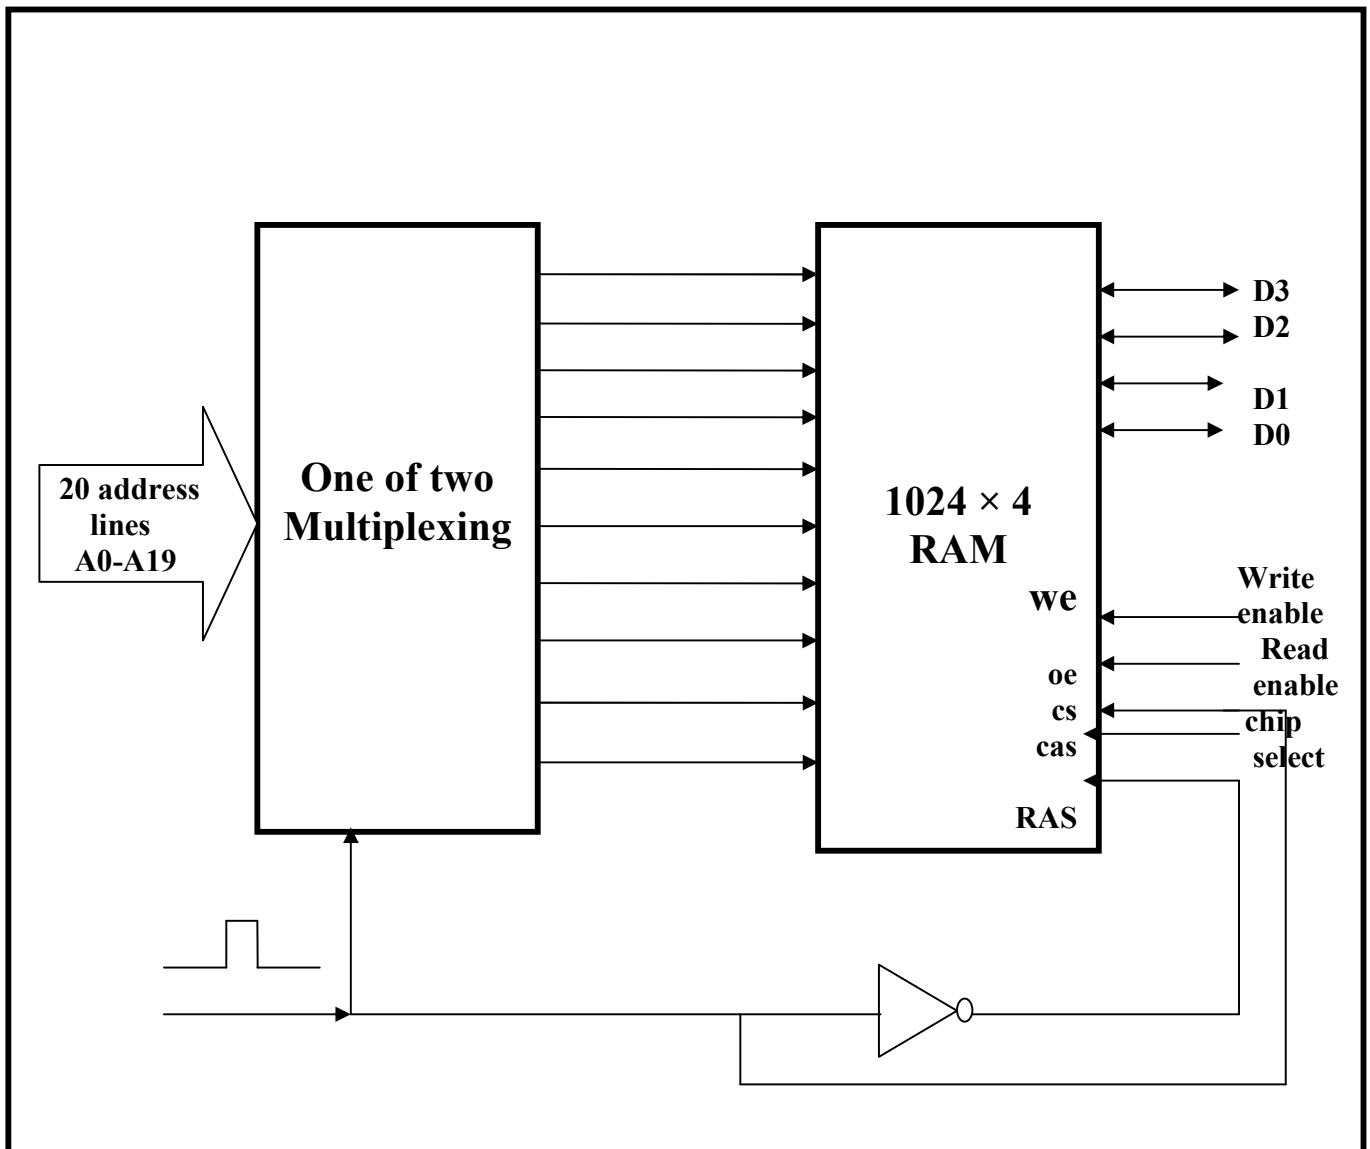 20 address
lines
A0-A19
One of two
Multiplexing
1024 × 4
RAM
we
oe
cs
cas
RAS
D3
D2
D1
D0
Write
enable
Read
enable
chip
select